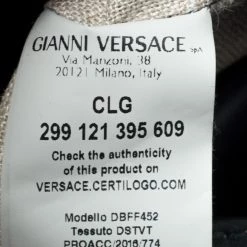 GIANNI VERSACE SpA
Via Manzoni, 38
20121 Milano, Italy
CLG
299 121 395 609
Check the authenticity
of this product on
VERSACE.CERTILOGO.COM
Modello DBFF452
Tessuto DSTVT
PROACC/2016/774